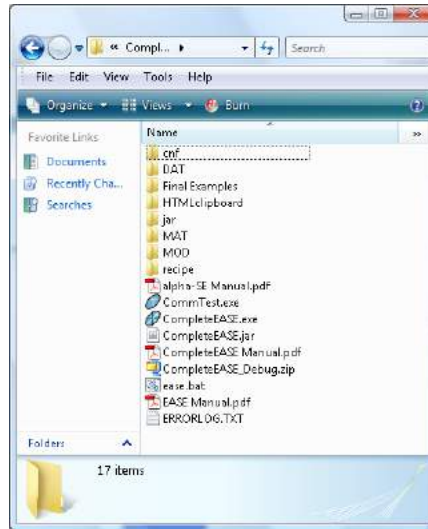 « Compl... ▸
Search
File Edit View Tools Help
Organize Views Burn
Favorite Links
Name
»
Documents
Recently Cha...
Searches
cnf
DAT
Final Examples
HTMLclipboard
jar
MAT
MOD
recipe
alpha-SE Manual.pdf
CommTest.exe
CompleteEASE.exe
CompleteEASE.jar
CompleteEASE Manual.pdf
CompleteEASE_Debug.zip
ease.bat
EASE Manual.pdf
ERRORLOG.TXT
Folders
17 items